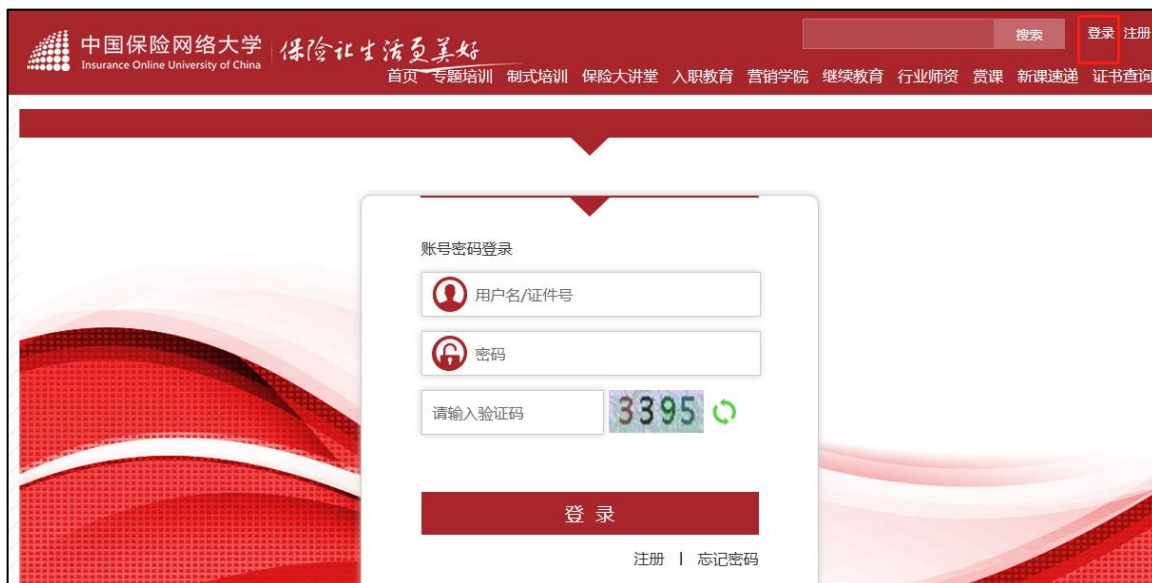 中国保险网络大学
Insurance Online University of China
保险让生活更美好
搜索
登录 注册
首页 专题培训 制式培训 保险大讲堂 入职教育 营销学院 继续教育 行业师资 赏课 新课速递 证书查询
账号密码登录
用户名/证件号
密码
请输入验证码
3395
登 录
注册 | 忘记密码